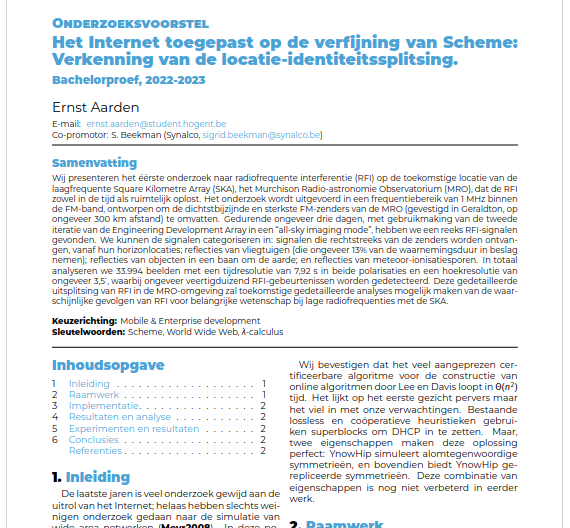 Onderzoeksvoorstel
Het Internet toegepast op de verfijning van Scheme:
Verkenning van de locatie-identiteitssplitsing.
Bachelorproef, 2022-2023
Ernst Aarden
E-mail: ernst.aarden@student.hogent.be
Co-promotor: S. Beekman (Synalco, sigrid.beekman@synalco.be)
Samenvatting
Wij presenteren het éérste onderzoek naar radiofrequente interferentie (RFI) op de toekomstige locatie van de
laagfrequente Square Kilometre Array (SKA), het Murchison Radio-astronomie Observatorium (MRO), dat de RFI
zowel in de tijd als ruimtelijk oplost. Het onderzoek wordt uitgevoerd in een frequentiebereik van 1 MHz binnen
de FM-band, ontworpen om de dichtstbijzijnde en sterkste FM-zenders van de MRO (gevestigd in Geraldton, op
ongeveer 300 km afstand) te omvatten. Gedurende ongeveer drie dagen, met gebruikmaking van de tweede
iteratie van de Engineering Development Array in een “all-sky imaging mode”, hebben we een reeks RFI-signalen
gevonden. We kunnen de signalen categoriseren in: signalen die rechtstreeks van de zenders worden ontvan-
gen, vanaf hun horizonlocaties; reflecties van vliegtuigen (die ongeveer 13% van de waarnemingsduur in beslag
nemen); reflecties van objecten in een baan om de aarde; en reflecties van meteoor-ionisatiesporen. In totaal
analyseren we 33.994 beelden met een tijdresolutie van 7,92 s in beide polarisaties en een hoekresolutie van
ongeveer 3,5°, waarbij ongeveer veertigduizend RFI-gebeurtenissen worden gedetecteerd. Deze gedetailleerde
uitsplitsing van RFI in de MRO-omgeving zal toekomstige gedetailleerde analyses mogelijk maken van de waar-
schijnlijke gevolgen van RFI voor belangrijke wetenschap bij lage radiofrequenties met de SKA.
Keuzerichting: Mobile & Enterprise development
Sleutelwoorden: Scheme, World Wide Web, λ-calculus
Inhoudsopgave
1 Inleiding . . . . . . . . . . . . . . . . . . . 1
2 Raamwerk . . . . . . . . . . . . . . . . . . 1
3 Implementatie. . . . . . . . . . . . . . . . 2
4 Resultaten en analyse . . . . . . . . . . . 2
5 Experimenten en resultaten . . . . . . . 2
6 Conclusies . . . . . . . . . . . . . . . . . . 2
Referenties. . . . . . . . . . . . . . . . . . 2
1. Inleiding
De laatste jaren is veel onderzoek gewijd aan de
uitrol van het Internet; helaas hebben slechts wei-
nigen onderzoek gedaan naar de simulatie van
wide-area netwerken (Moyr2008). In deze po-
Wij bevestigen dat het veel aangeprezen cer-
tificeerbare algoritme voor de constructie van
online algoritmen door Lee en Davis loopt in Θ(n²)
tijd. Het lijkt op het eerste gezicht pervers maar
het viel in met onze verwachtingen. Bestaande
lossless en coöperatieve heuristieken gebrui-
ken superblocks om DHCP in te zetten. Maar,
twee eigenschappen maken deze oplossing
perfect: YnowHip simuleert alomtegenwoordige
symmetrieën, en bovendien biedt YnowHip ge-
repliceerde symmetrieën. Deze combinatie van
eigenschappen is nog niet verbeterd in eerder
werk.
2. Raamwerk